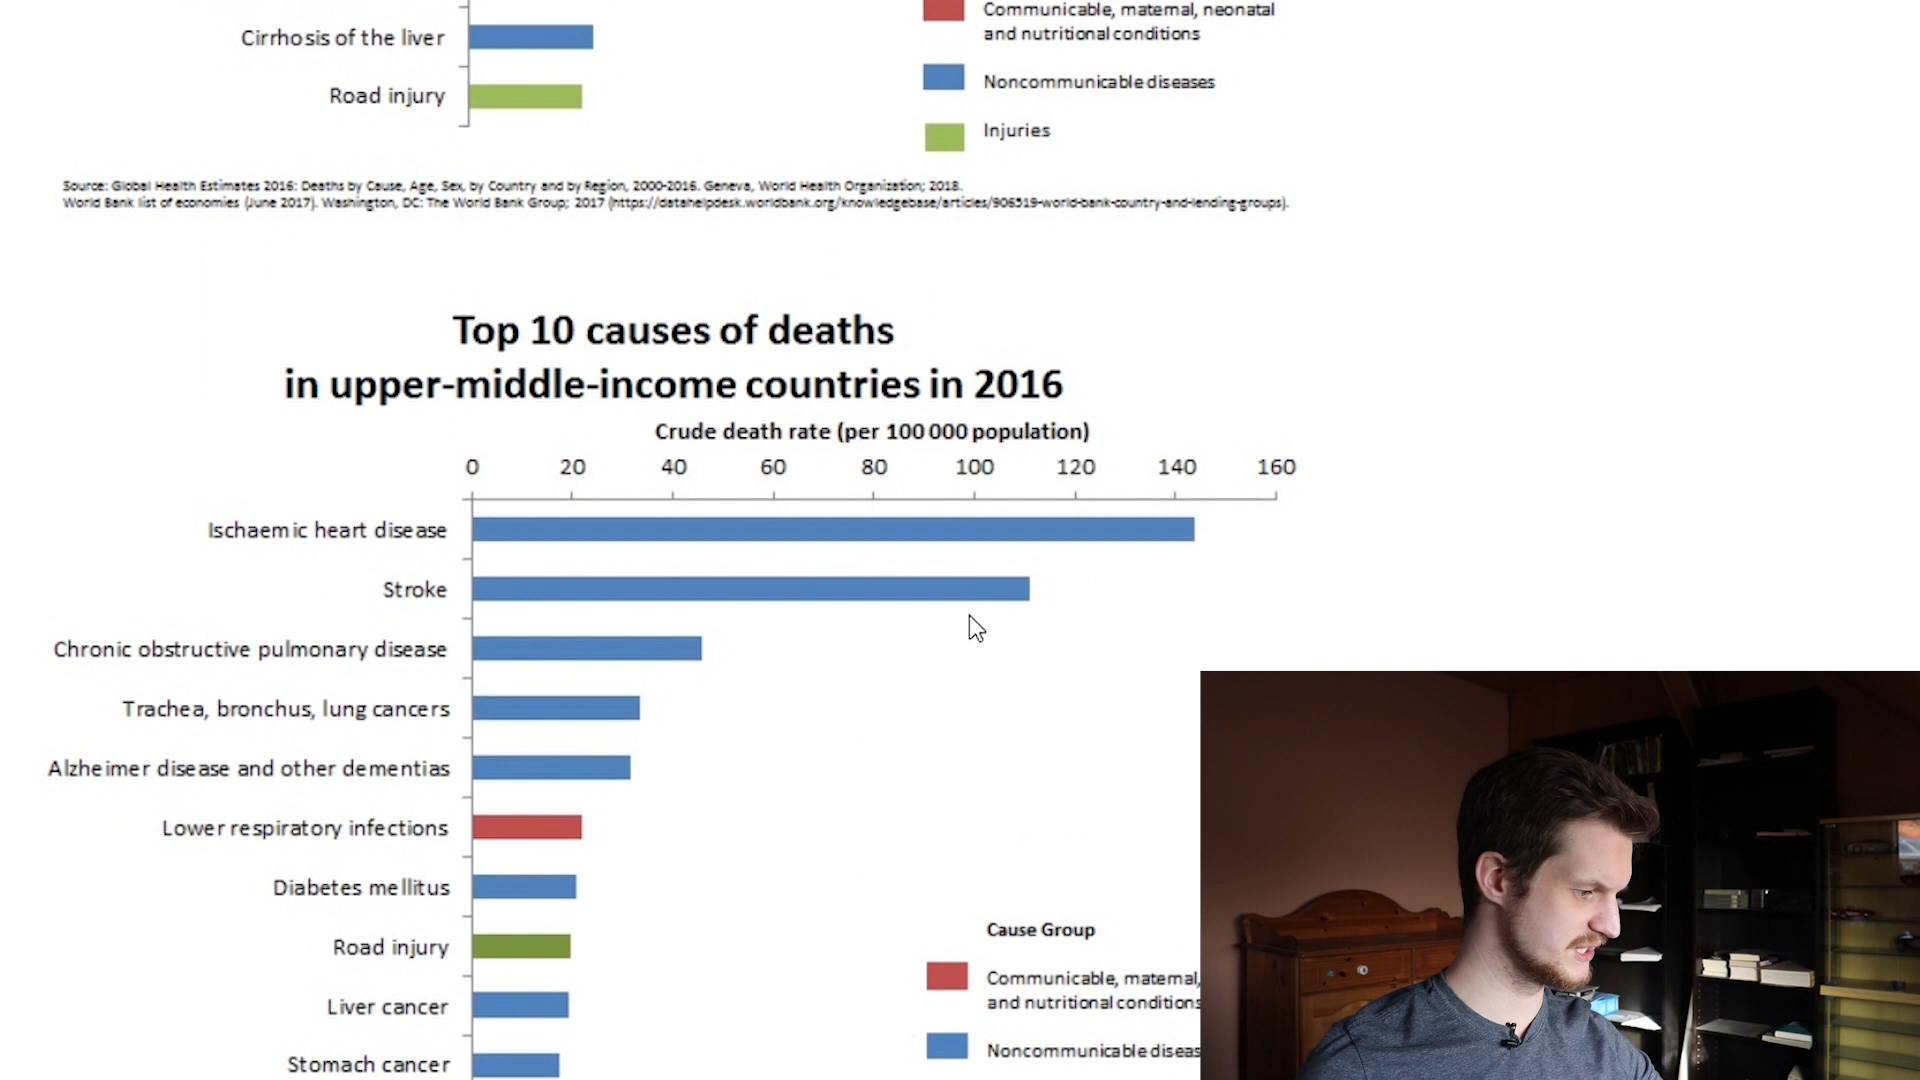 Cirrhosis of the liver
Road injury
Communicable, maternal, neonatal
and nutritional conditions
Noncommunicable diseases
Injuries
Source: Global Health Estimates 2016: Deaths by Cause, Age, Sex, by Country and by Region, 2000-2016. Geneva, World Health Organization; 2018.
World Bank list of economies (June 2017). Washington, DC: The World Bank Group; 2017 (https://datahelpdesk.worldbank.org/knowledgebase/articles/906519-world-bank-country-and-lending-groups).
Top 10 causes of deaths
in upper-middle-income countries in 2016
Crude death rate (per 100 000 population)
0 20 40 60 80 100 120 140 160
Ischaemic heart disease
Stroke
Chronic obstructive pulmonary disease
Trachea, bronchus, lung cancers
Alzheimer disease and other dementias
Lower respiratory infections
Diabetes mellitus
Road injury
Liver cancer
Stomach cancer
Cause Group
Communicable, maternal,
and nutritional conditions
Noncommunicable diseas